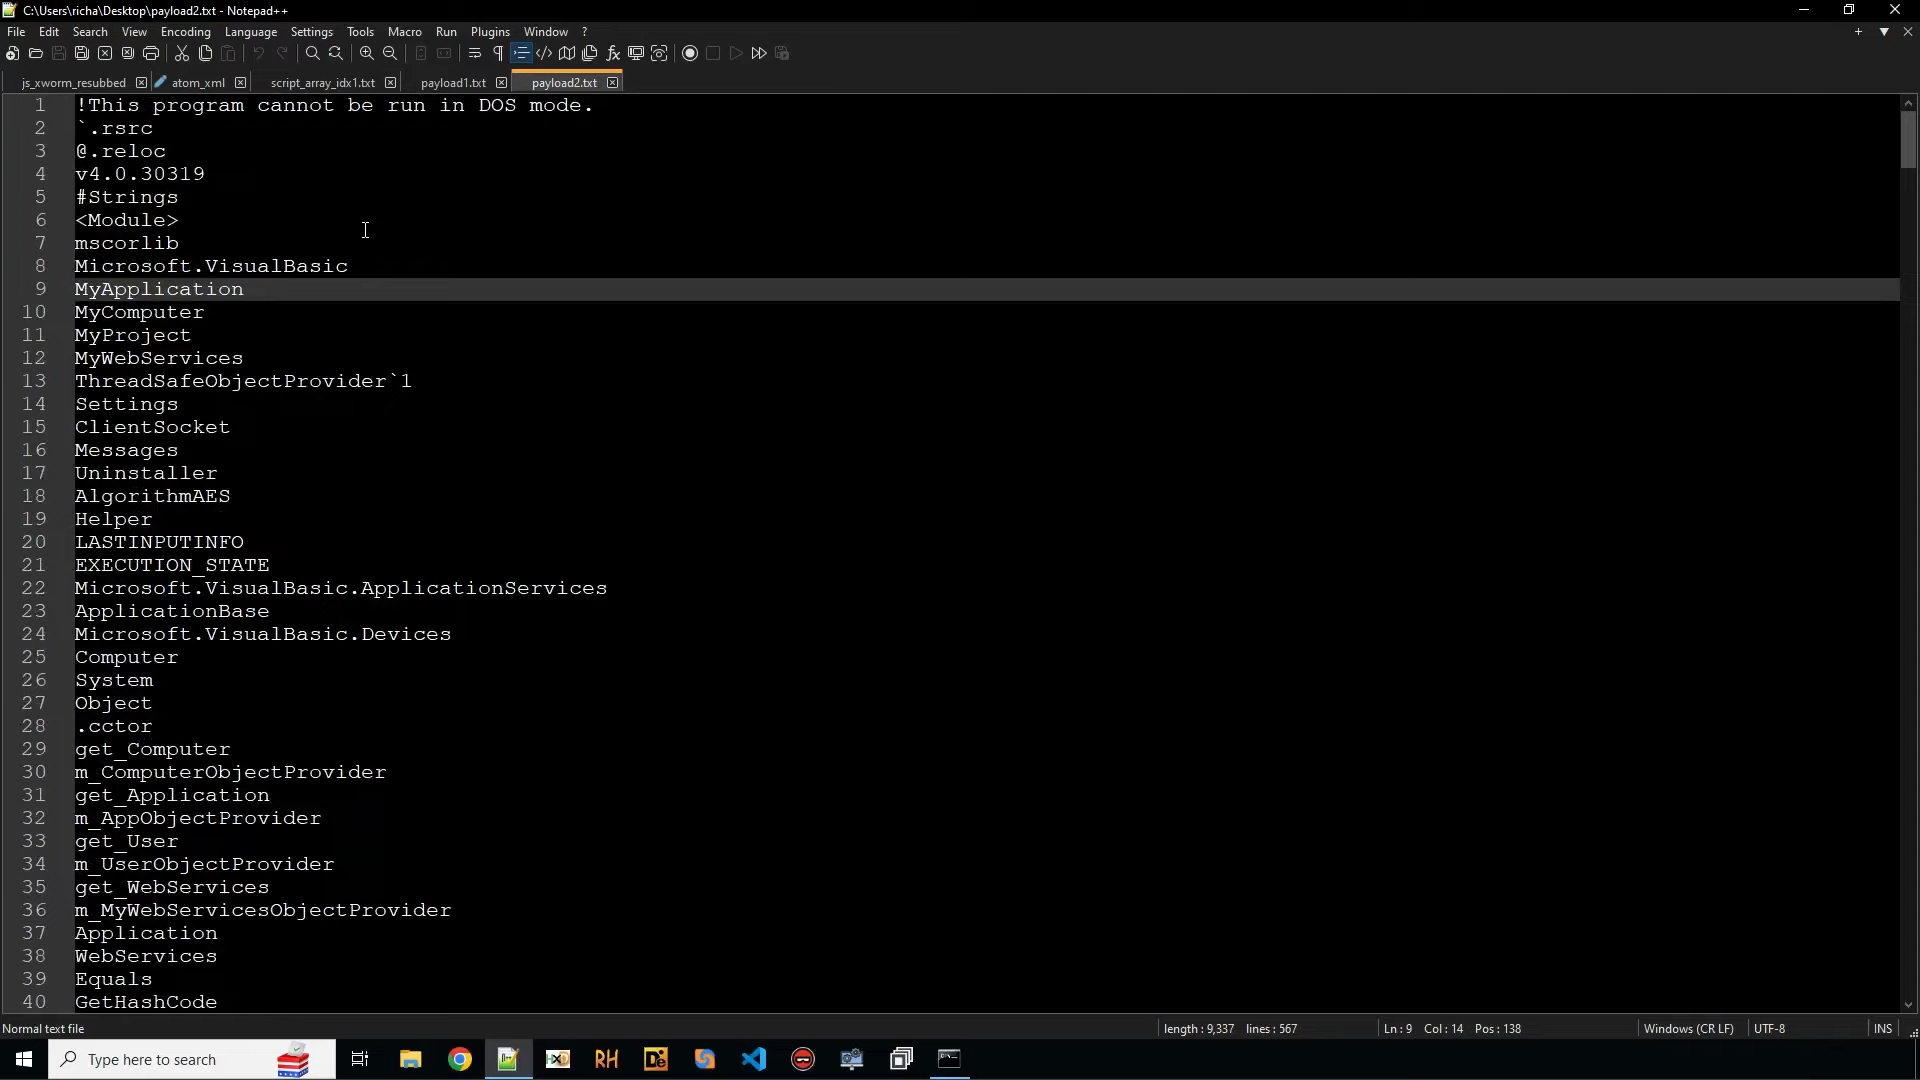 C:\Users\richa\Desktop\payload2.txt - Notepad++
File Edit Search View Encoding Language Settings Tools Macro Run Plugins Window ?
js_xworm_resubbed atom_xml script_array_idx1.txt payload1.txt payload2.txt
1 !This program cannot be run in DOS mode.
2 `.rsrc
3 @.reloc
4 v4.0.30319
5 #Strings
6 <Module>
7 mscorlib
8 Microsoft.VisualBasic
9 MyApplication
10 MyComputer
11 MyProject
12 MyWebServices
13 ThreadSafeObjectProvider`1
14 Settings
15 ClientSocket
16 Messages
17 Uninstaller
18 AlgorithmAES
19 Helper
20 LASTINPUTINFO
21 EXECUTION_STATE
22 Microsoft.VisualBasic.ApplicationServices
23 ApplicationBase
24 Microsoft.VisualBasic.Devices
25 Computer
26 System
27 Object
28 .cctor
29 get_Computer
30 m_ComputerObjectProvider
31 get_Application
32 m_AppObjectProvider
33 get_User
34 m_UserObjectProvider
35 get_WebServices
36 m_MyWebServicesObjectProvider
37 Application
38 WebServices
39 Equals
40 GetHashCode
Normal text file length : 9,337 lines : 567 Ln : 9 Col : 14 Pos : 138 Windows (CR LF) UTF-8 INS
Type here to search RH De